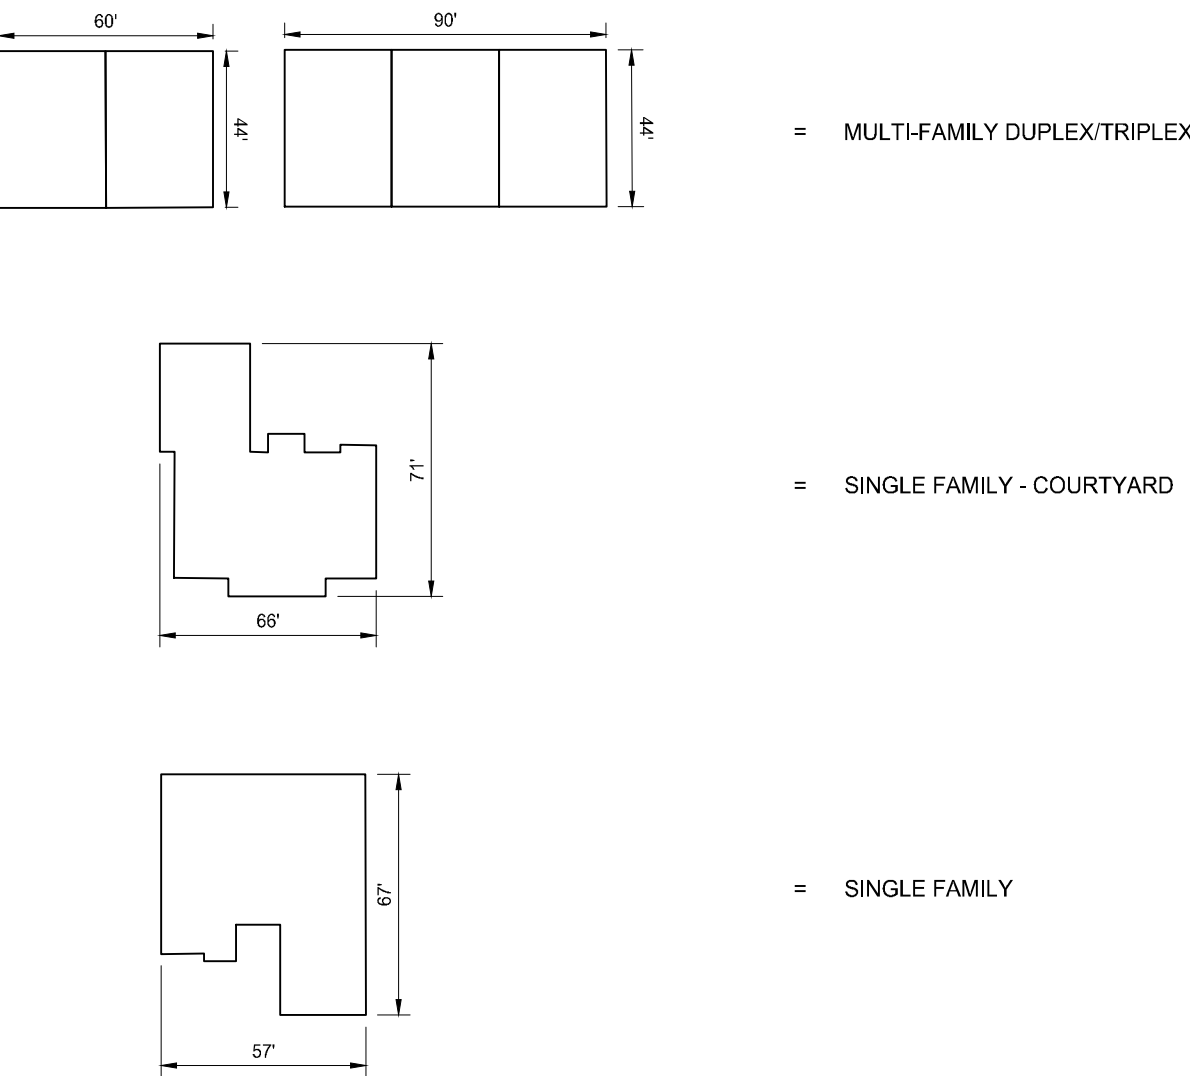 60'
90'
44'
44'
= MULTI-FAMILY DUPLEX/TRIPLEX
71'
= SINGLE FAMILY - COURTYARD
66'
67'
= SINGLE FAMILY
57'